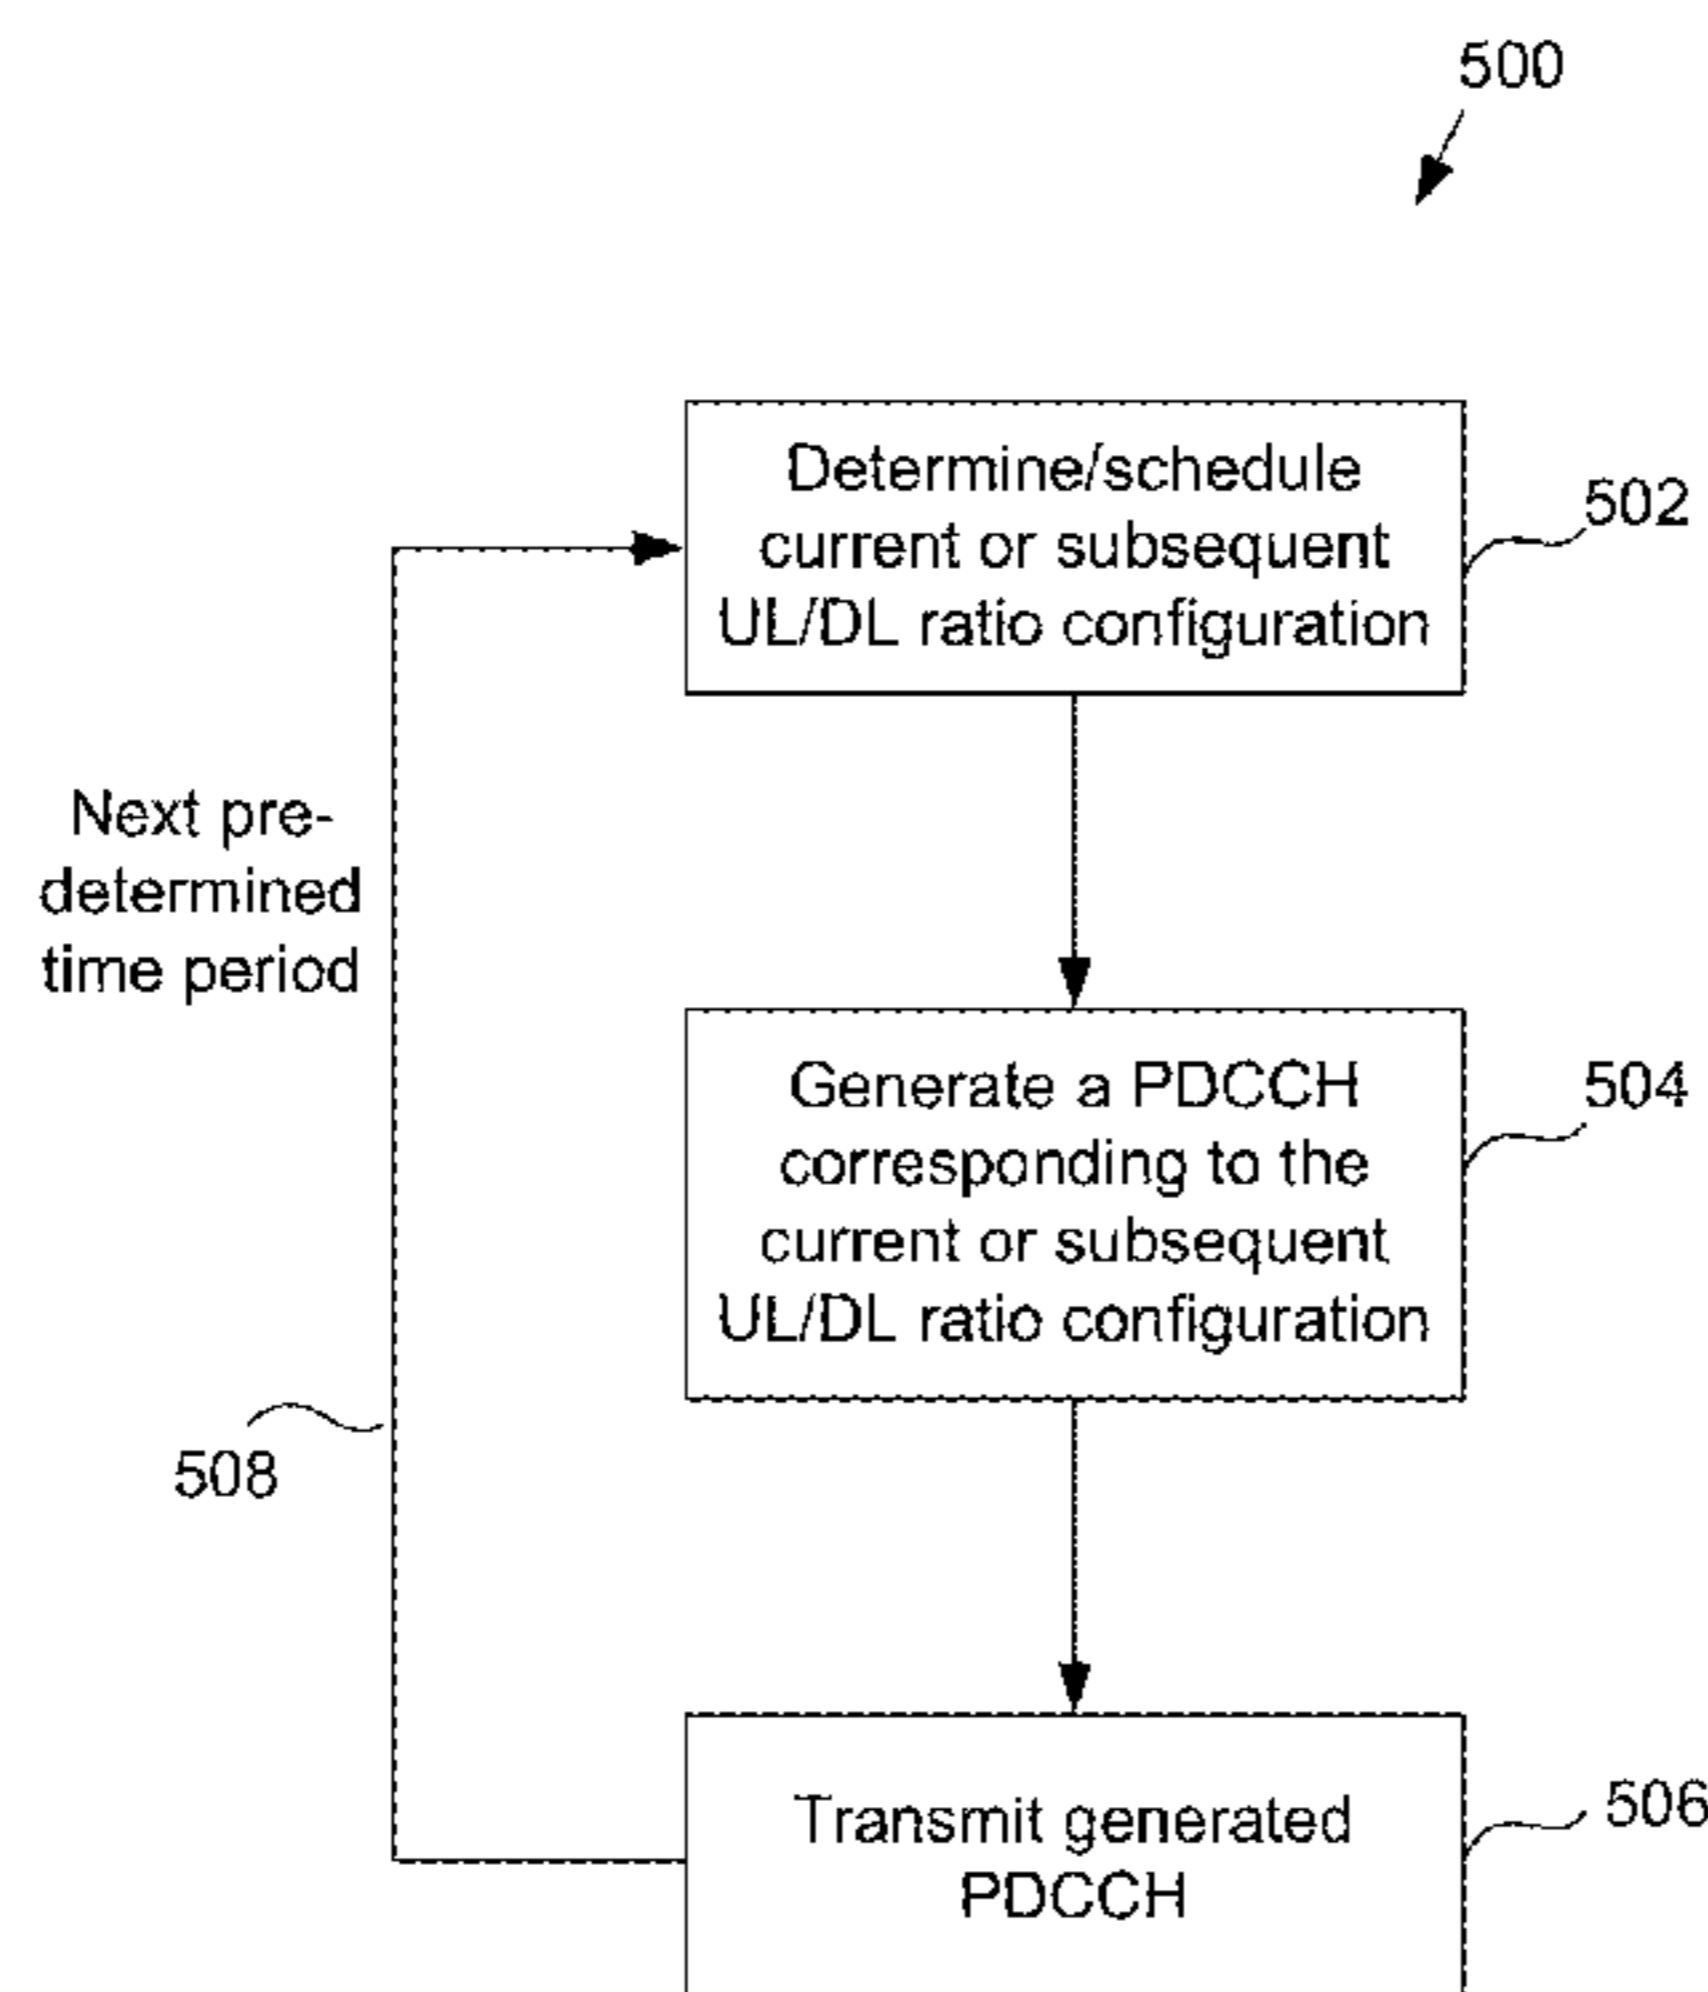 500
Determine/schedule
current or subsequent
UL/DL ratio configuration
502
Next pre-
determined
time period
Generate a PDCCH
corresponding to the
current or subsequent
UL/DL ratio configuration
504
508
Transmit generated
PDCCH
506